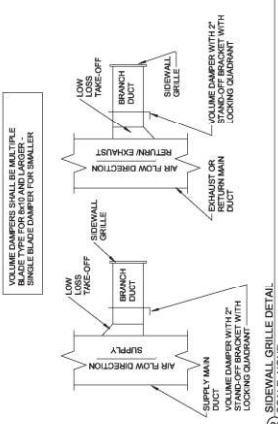 VOLUME DAMPERS SHALL BE MULTIPLE
BLADE TYPE FOR 8x10 AND LARGER -
SINGLE BLADE DAMPER FOR SMALLER
LOW
LOSS
TAKE-OFF
SIDEWALL
GRILLE
BRANCH
DUCT
AIR FLOW DIRECTION
SUPPLY
SUPPLY MAIN
DUCT
VOLUME DAMPER WITH 2"
STAND-OFF BRACKET WITH
LOCKING QUADRANT
LOW
LOSS
TAKE-OFF
BRANCH
DUCT
SIDEWALL
GRILLE
AIR FLOW DIRECTION
RETURN/ EXHAUST
EXHAUST OR
RETURN MAIN
DUCT
VOLUME DAMPER WITH 2"
STAND-OFF BRACKET WITH
LOCKING QUADRANT
SIDEWALL GRILLE DETAIL